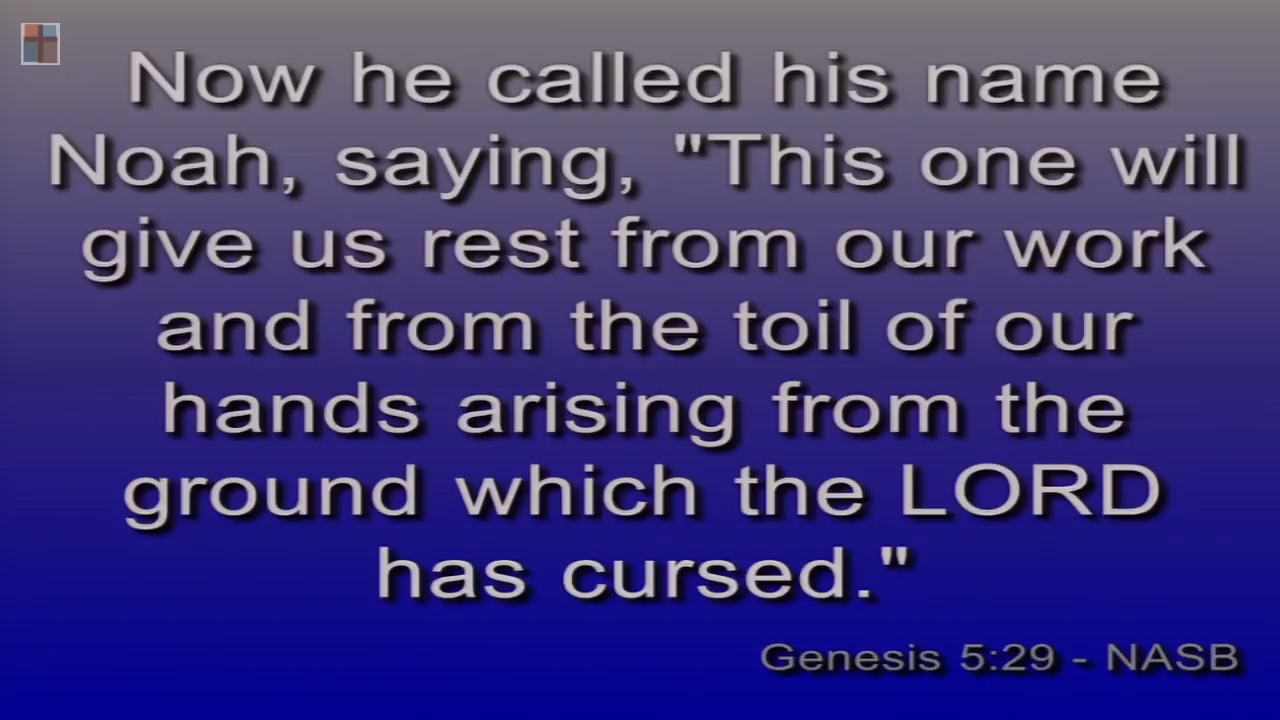 Now he called his name
Noah, saying, "This one will
give us rest from our work
and from the toil of our
hands arising from the
ground which the LORD
has cursed."
Genesis 5:29 - NASB